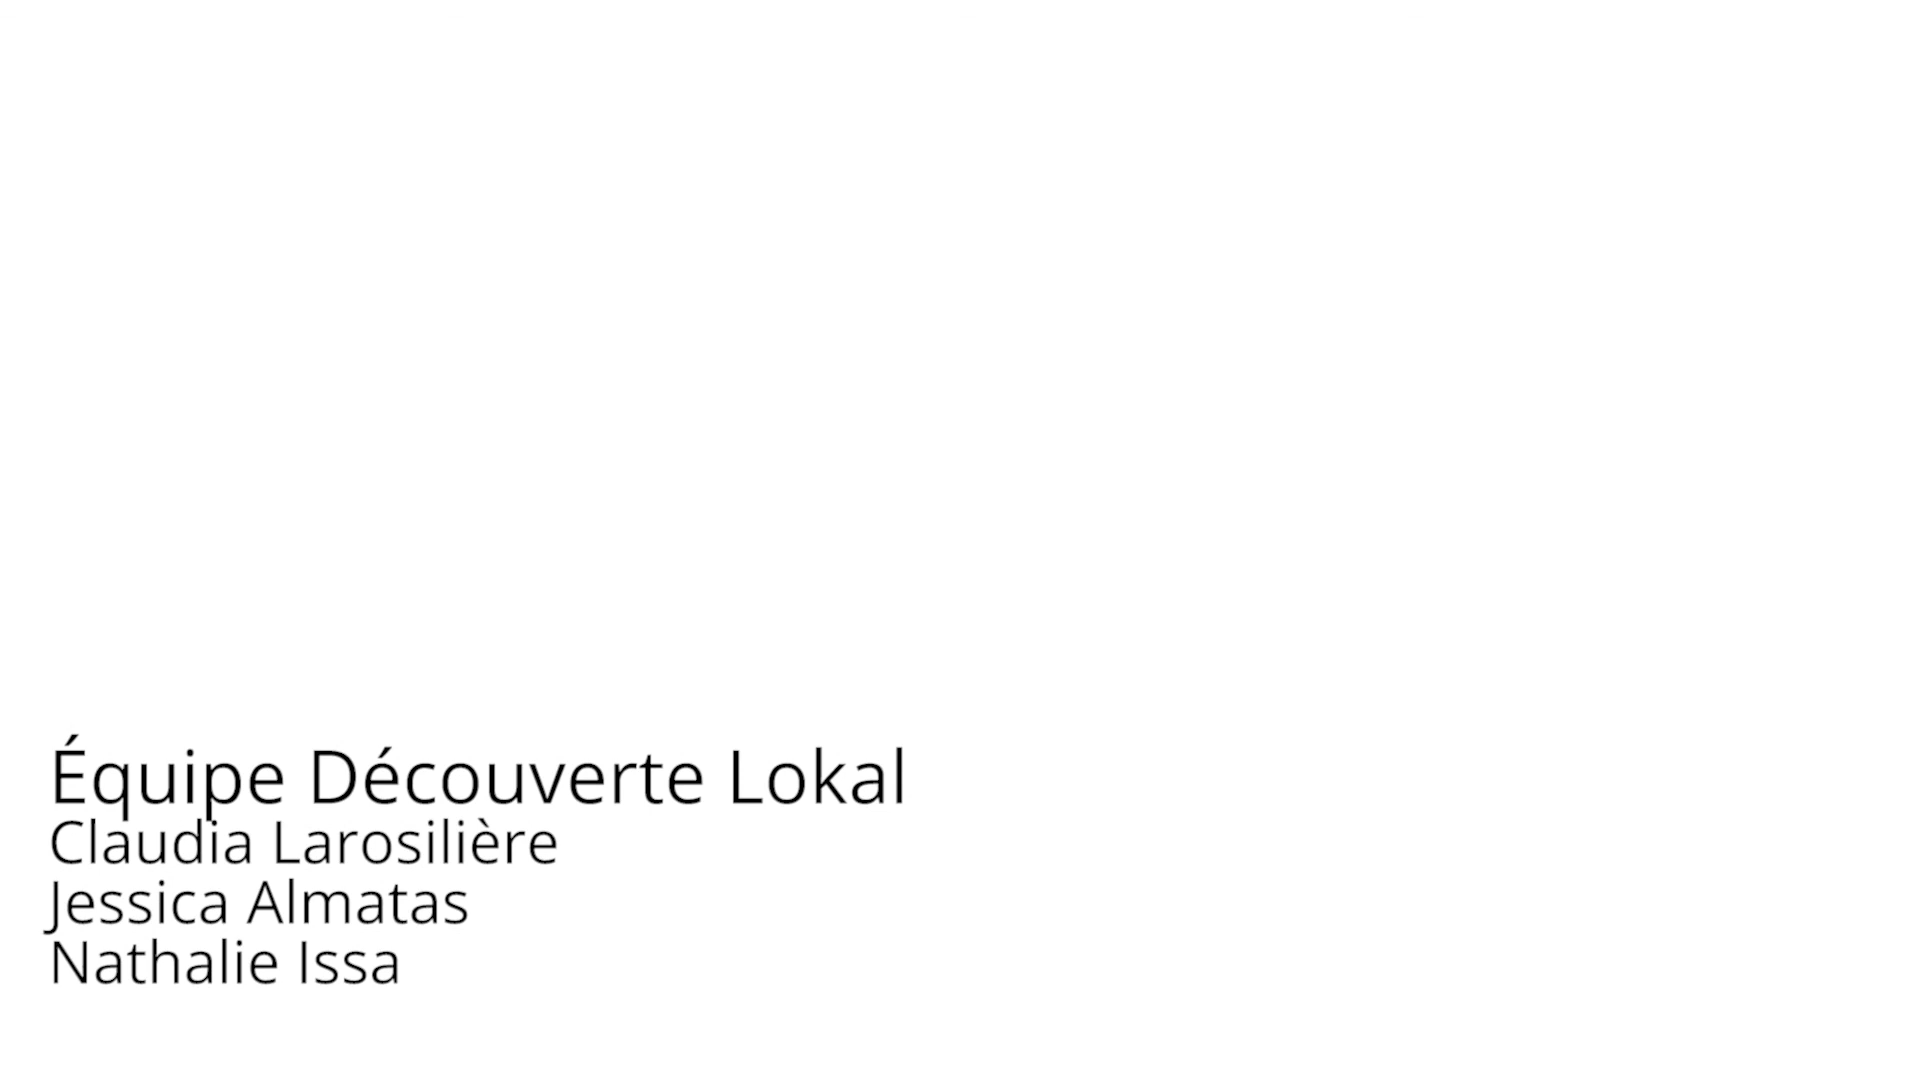 Équipe Découverte Lokal
Claudia Larosilière
Jessica Almatas
Nathalie Issa